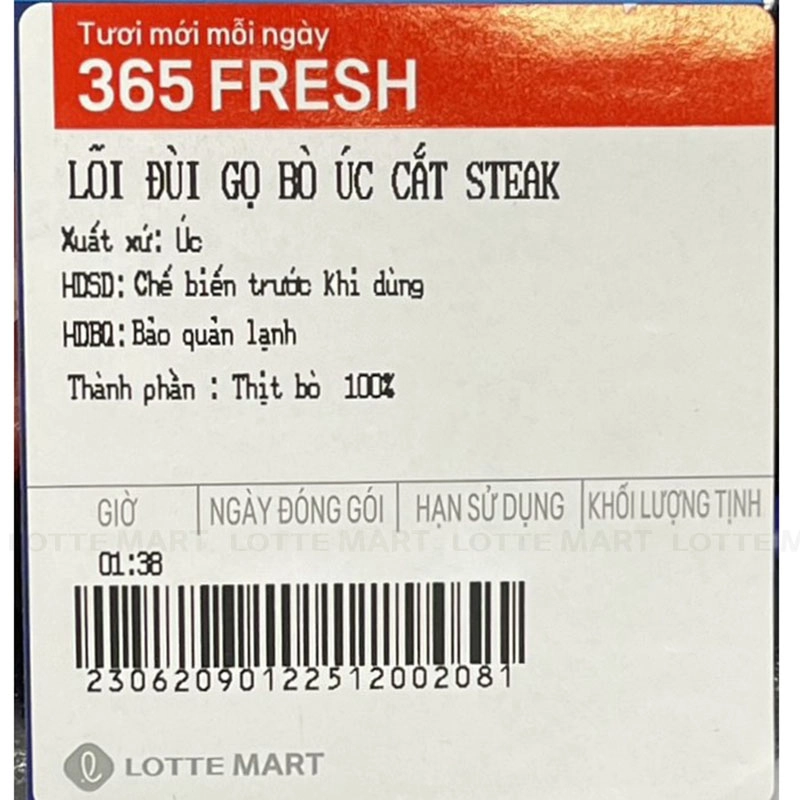 Tươi mới mỗi ngày
365 FRESH
LÕI ĐÙI GỌ BÒ ÚC CẮT STEAK
Xuất xứ: Úc
HDSD: Chế biến trước Khi dùng
HDBQ: Bảo quản lạnh
Thành phần : Thịt bò 100%
GIỜ NGÀY ĐÓNG GÓI HẠN SỬ DỤNG KHỐI LƯỢNG TỊNH
LOTTE MART LOTTE MART LOTTE MART LOTTE M
01:38
23062090122512002081
LOTTE MART